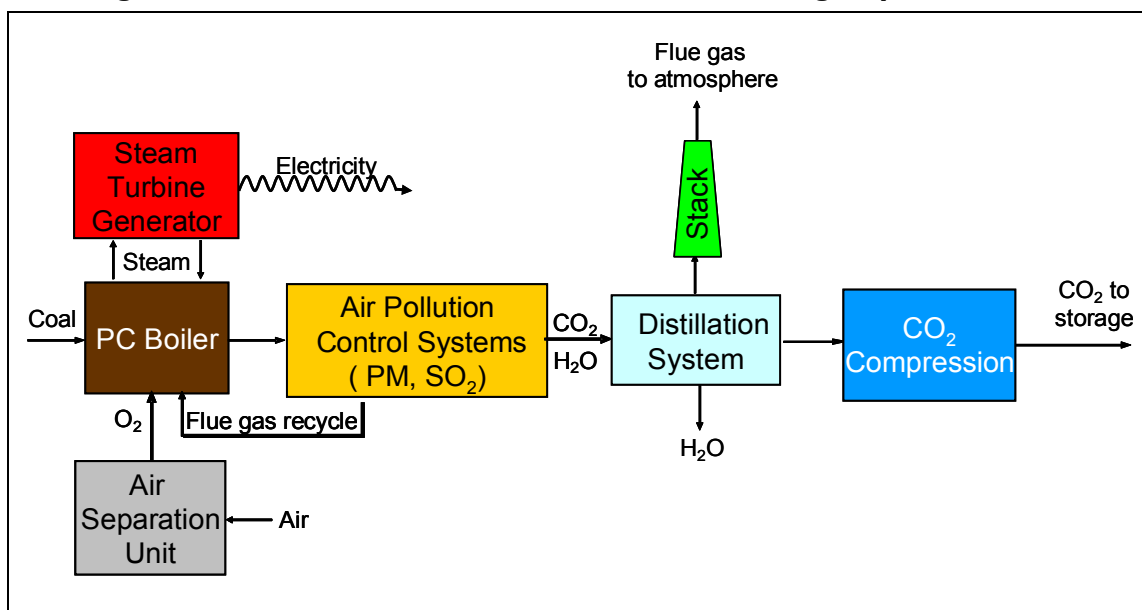 Flue gas
to atmosphere
Steam
Turbine
Generator
Electricity
Stack
Steam
Coal
PC Boiler
Air Pollution
Control Systems
( PM, SO₂)
CO₂
H₂O
Distillation
System
CO₂
Compression
CO₂ to
storage
O₂
Flue gas recycle
H₂O
Air
Separation
Unit
Air